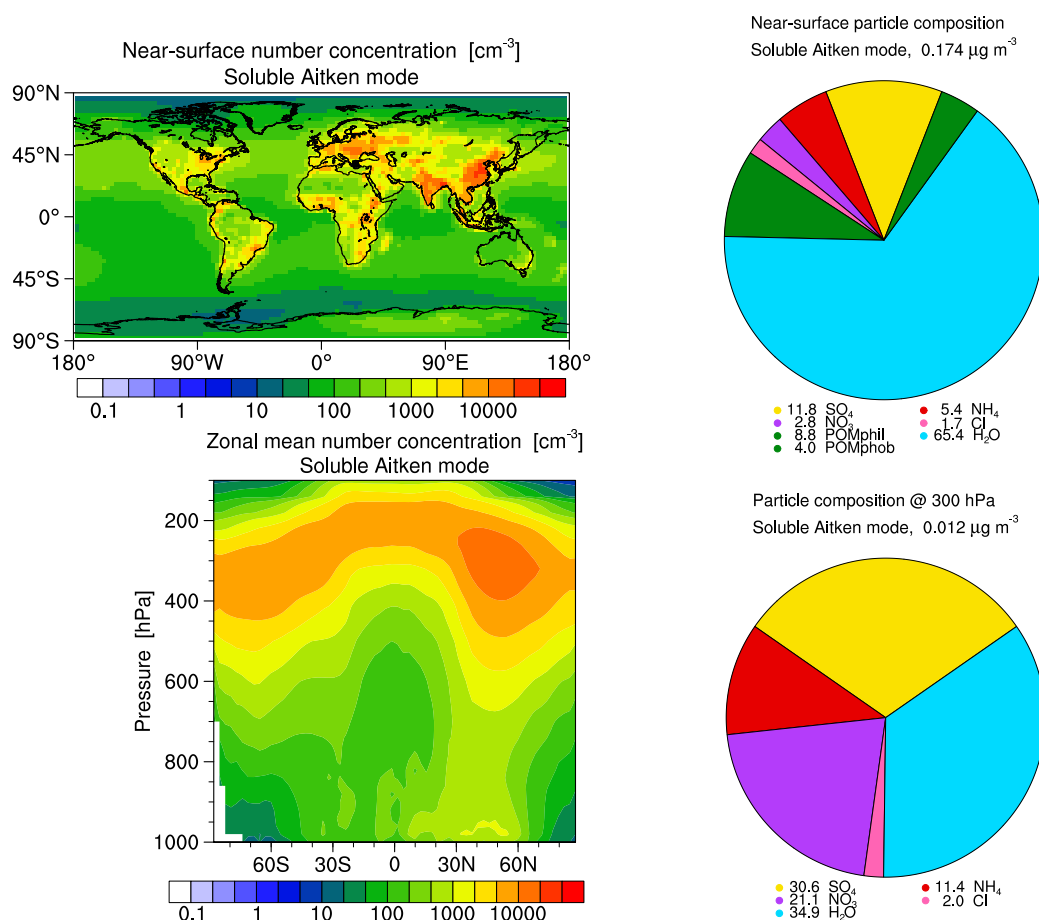 Near-surface number concentration [cm-3]
Soluble Aitken mode
90°N
45°N
0°
45°S
90°S
180° 90°W 0° 90°E 180°
0.1 1 10 100 1000 10000
Zonal mean number concentration [cm-3]
Soluble Aitken mode
Pressure [hPa]
200
400
600
800
1000
60S 30S 0 30N 60N
0.1 1 10 100 1000 10000
Near-surface particle composition
Soluble Aitken mode, 0.174 μg m-3
11.8 SO4 5.4 NH4
2.8 NO3 1.7 Cl
8.8 POMphil 65.4 H2O
4.0 POMphob
Particle composition @ 300 hPa
Soluble Aitken mode, 0.012 μg m-3
30.6 SO4 11.4 NH4
21.1 NO3 2.0 Cl
34.9 H2O